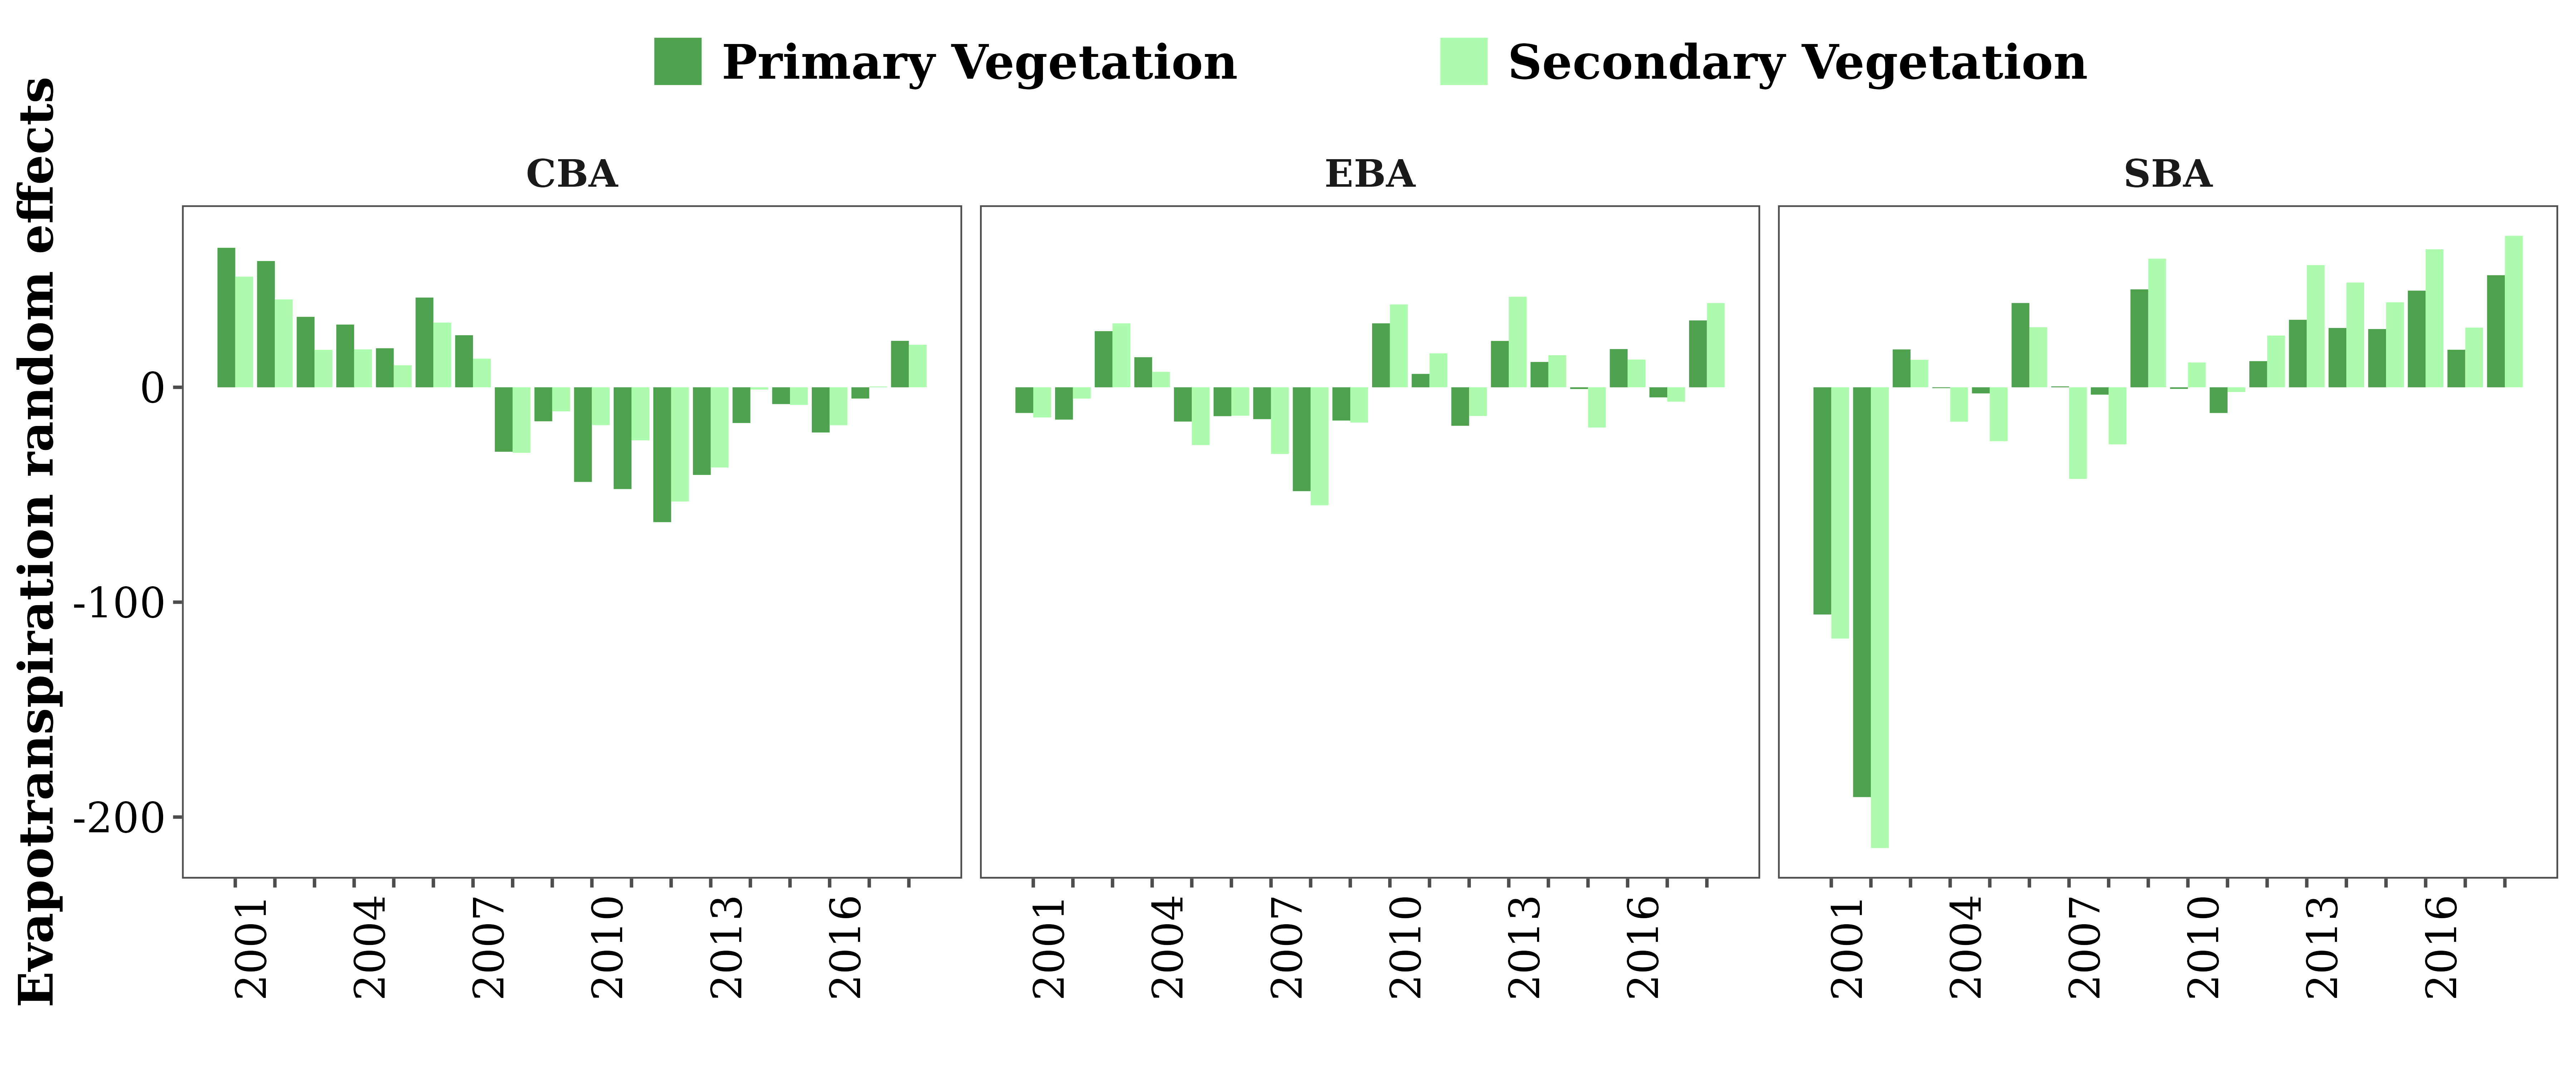 Primary Vegetation
Secondary Vegetation
Evapotranspiration random effects
CBA
EBA
SBA
0
-100
-200
2001 2004 2007 2010 2013 2016
2001 2004 2007 2010 2013 2016
2001 2004 2007 2010 2013 2016